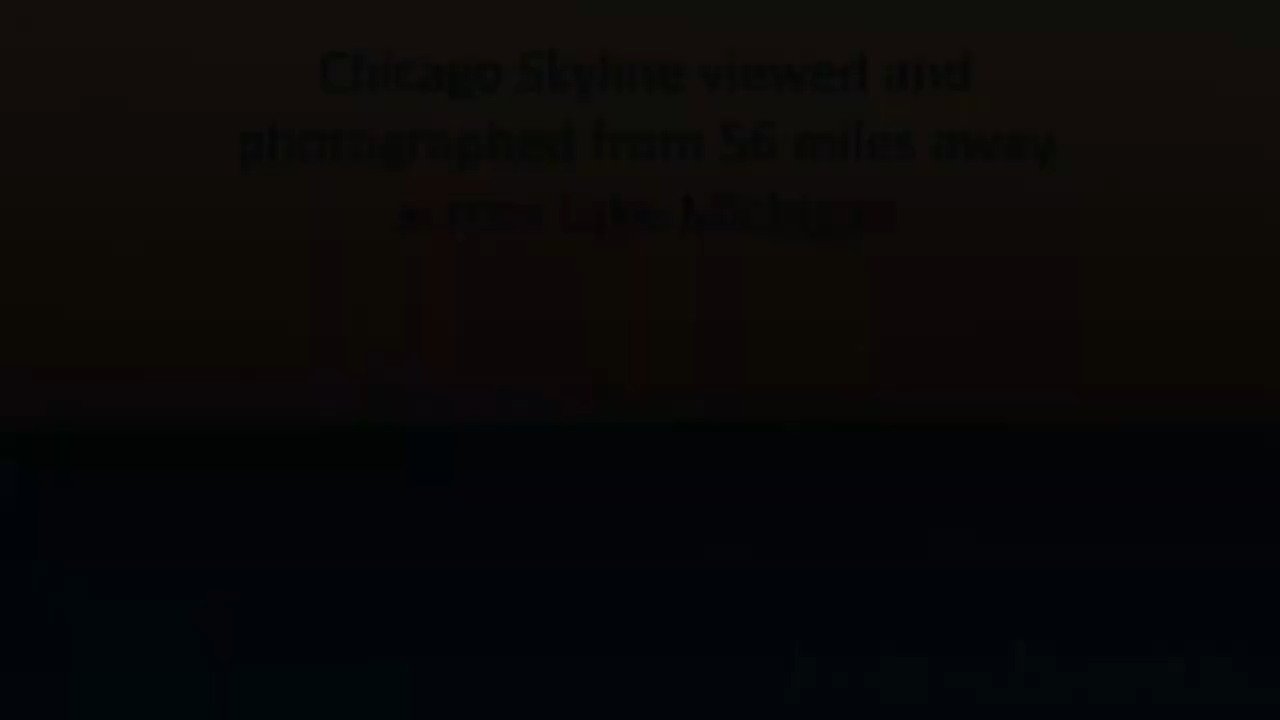 Chicago Skyline viewed and
photographed from 56 miles away
across Lake Michigan